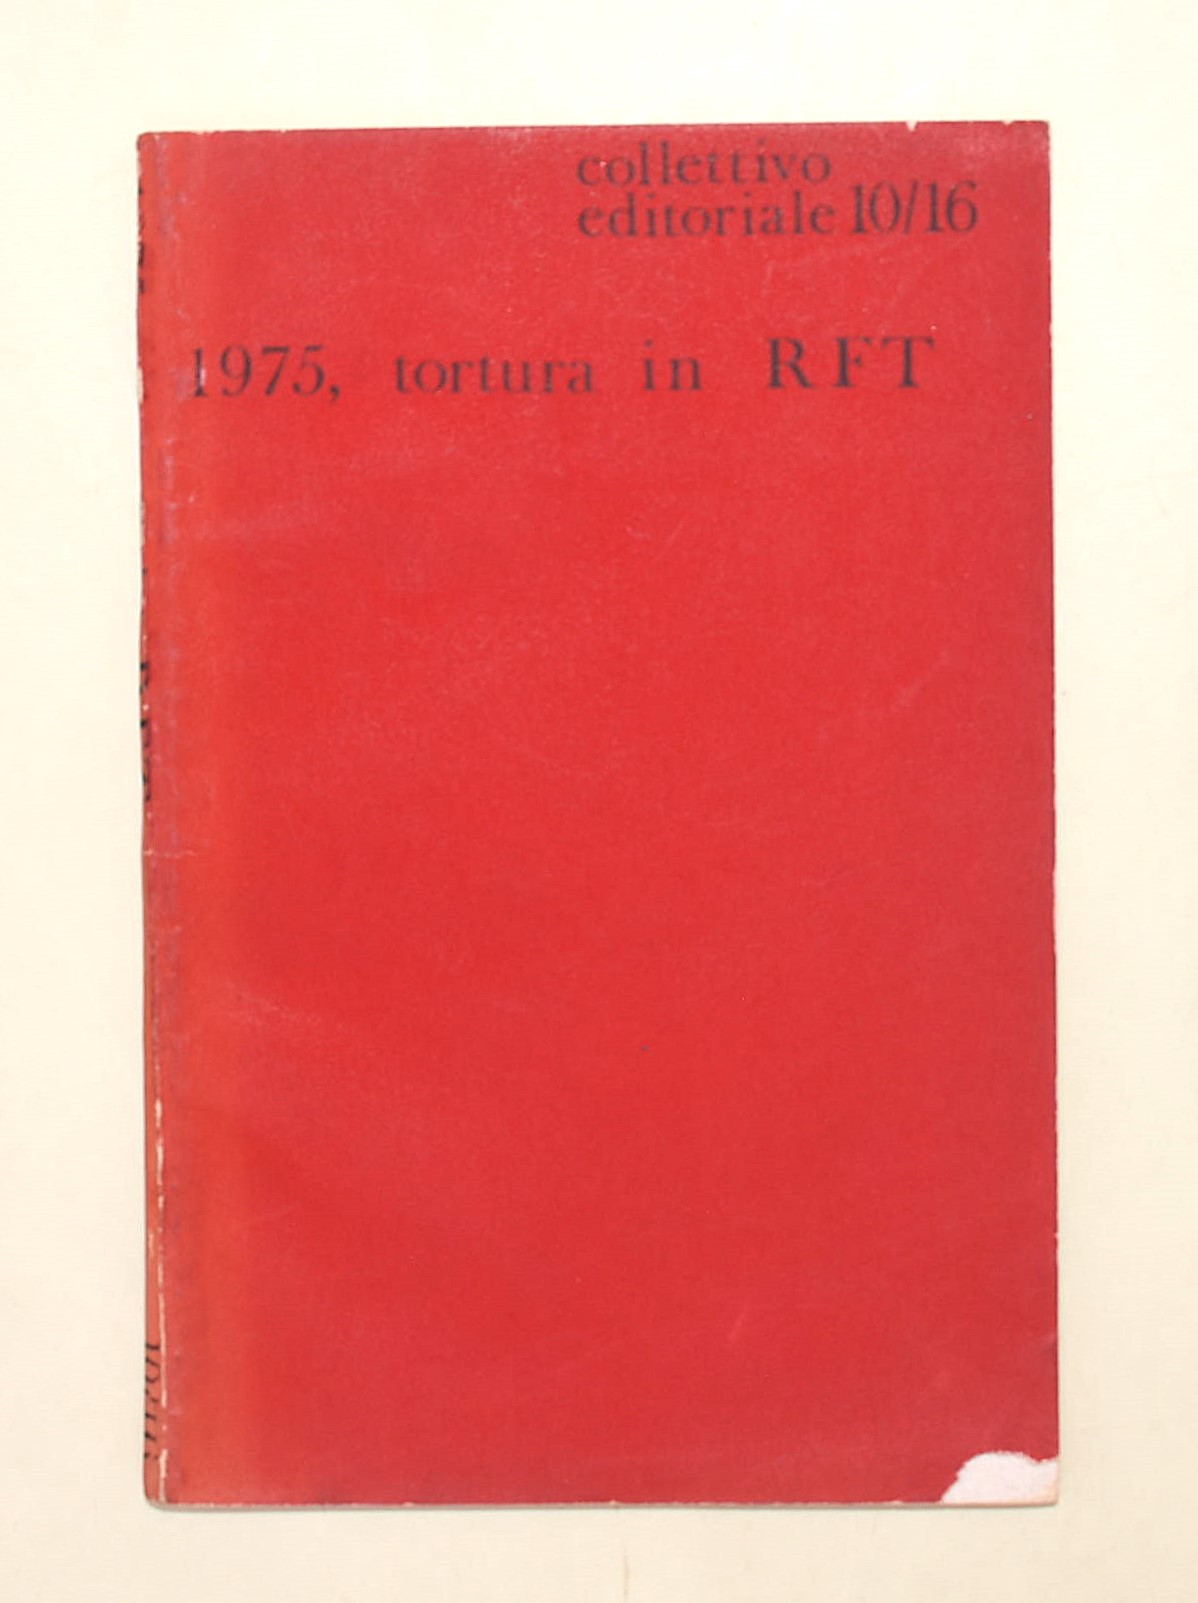 collettivo
editoriale 10/16
1975, tortura in RFT